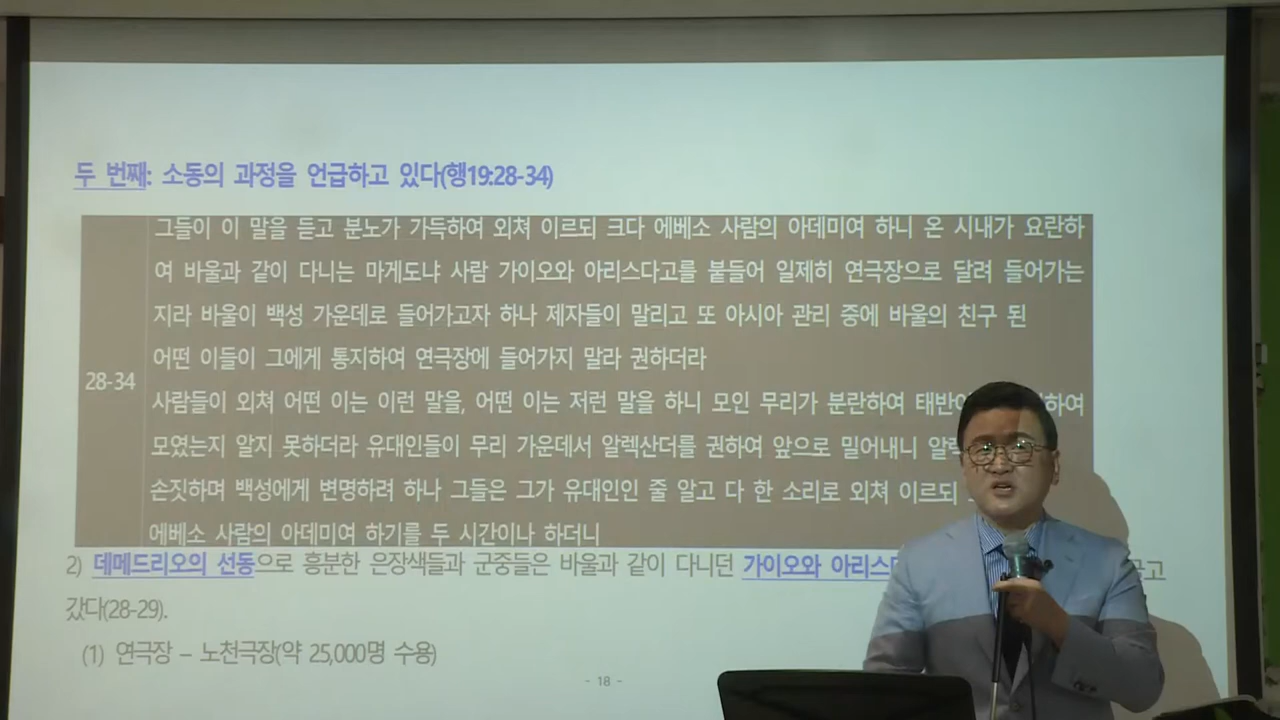 두 번째: 소동의 과정을 언급하고 있다(행19:28-34)
그들이 이 말을 듣고 분노가 가득하여 외쳐 이르되 크다 에베소 사람의 아데미여 하니 온 시내가 요란하
여 바울과 같이 다니는 마게도냐 사람 가이오와 아리스다고를 붙들어 일제히 연극장으로 달려 들어가는
지라 바울이 백성 가운데로 들어가고자 하나 제자들이 말리고 또 아시아 관리 중에 바울의 친구 된
어떤 이들이 그에게 통지하여 연극장에 들어가지 말라 권하더라
28-34
사람들이 외쳐 어떤 이는 이런 말을, 어떤 이는 저런 말을 하니 모인 무리가 분란하여
모였는지 알지 못하더라 유대인들이 무리 가운데서 알렉산더를 권하여 앞으로 밀어내니
손짓하며 백성에게 변명하려 하나 그들은 그가 유대인인 줄 알고 다 한 소리로 외쳐 이르되
에베소 사람의 아데미여 하기를 두 시간이나 하더니
2) 데메드리오의 선동으로 흥분한 은장색들과 군중들은 바울과 같이 다니던 가이오와
갔다(28-29).
(1) 연극장 – 노천극장(약 25,000명 수용)
- 18 -